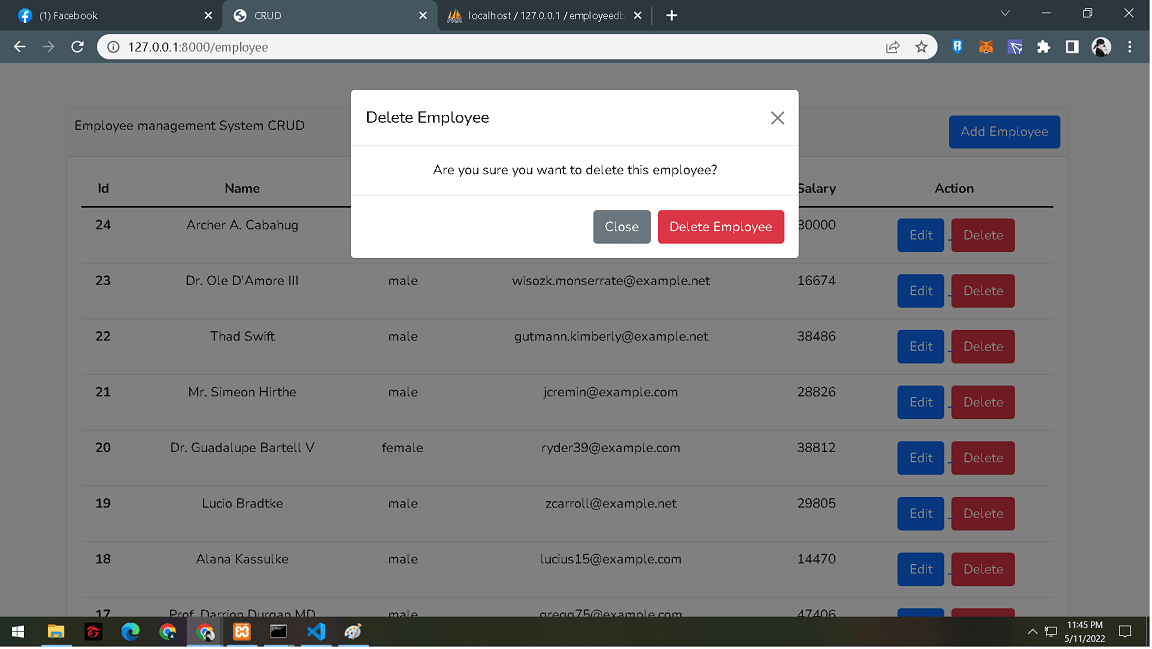 (1) Facebook
CRUD
localhost / 127.0.0.1 / employeedb
127.0.0.1:8000/employee
Delete Employee
Are you sure you want to delete this employee?
Close Delete Employee
Employee management System CRUD
Add Employee
Id Name Salary Action
24 Archer A. Cabahug 80000 Edit Delete
23 Dr. Ole D'Amore III male wisozk.monserrate@example.net 16674 Edit Delete
22 Thad Swift male gutmann.kimberly@example.net 38486 Edit Delete
21 Mr. Simeon Hirthe male jcremin@example.com 28826 Edit Delete
20 Dr. Guadalupe Bartell V female ryder39@example.com 38812 Edit Delete
19 Lucio Bradtke male zcarroll@example.net 29805 Edit Delete
18 Alana Kassulke male lucius15@example.com 14470 Edit Delete
17 Prof. Darrion Durgan MD male gregg75@example.com 47406
11:45 PM
5/11/2022